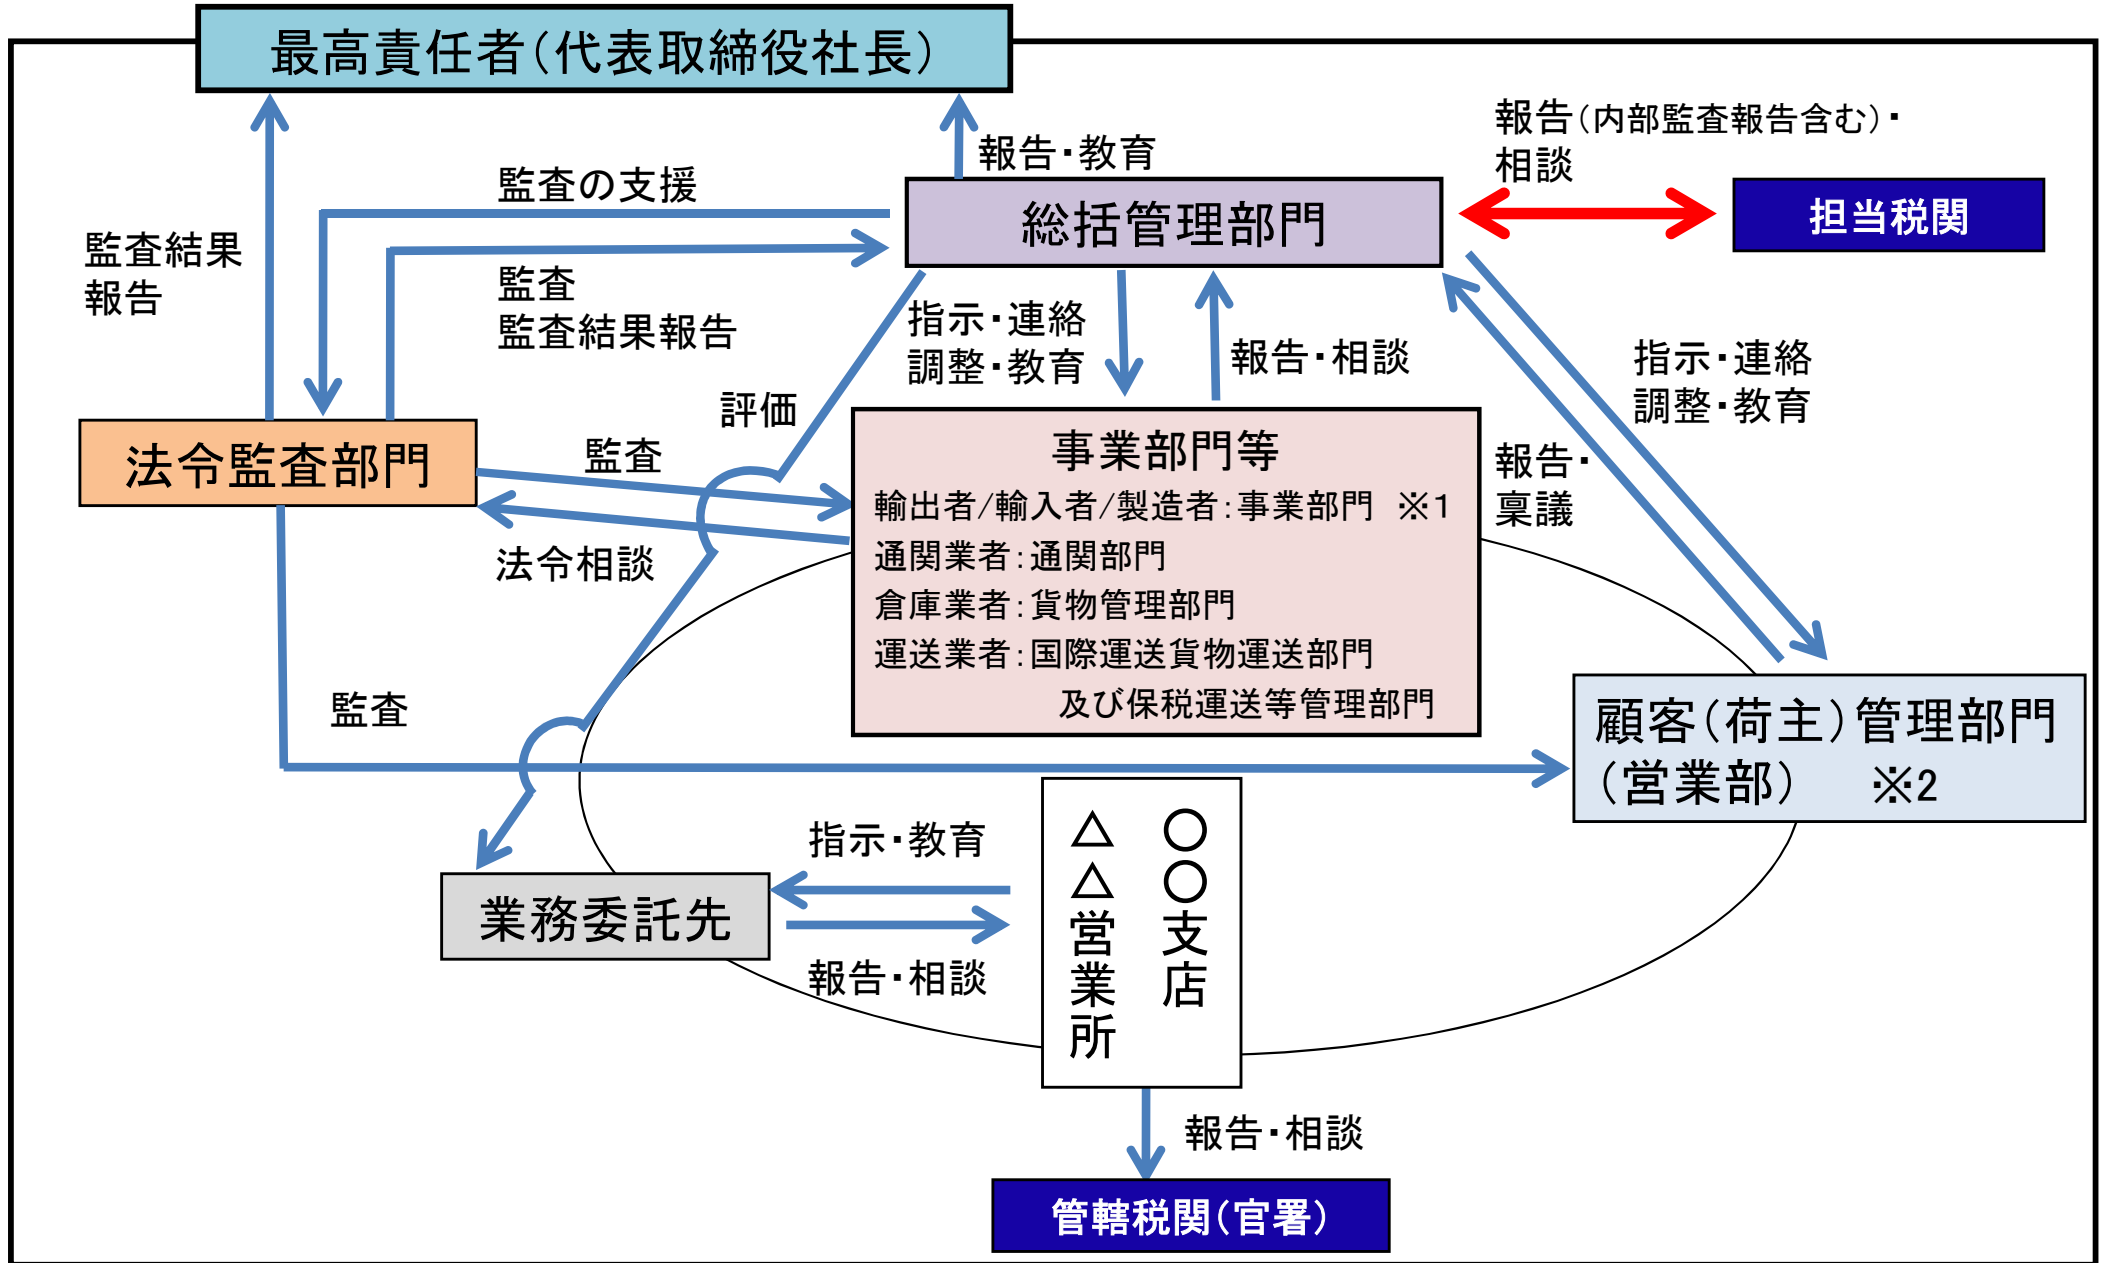 最高責任者(代表取締役社長)
報告(内部監査報告含む)・
相談
報告・教育
監査の支援
総括管理部門
担当税関
監査結果
報告
監査
監査結果報告
指示・連絡
調整・教育
報告・相談
指示・連絡
調整・教育
評価
法令監査部門
監査
事業部門等
輸出者/輸入者/製造者:事業部門 ※1
通関業者:通関部門
倉庫業者:貨物管理部門
運送業者:国際運送貨物運送部門
及び保税運送等管理部門
報告・
稟議
法令相談
監査
顧客(荷主)管理部門
(営業部) ※2
指示・教育
〇〇支店
△△営業所
業務委託先
報告・相談
報告・相談
管轄税関(官署)